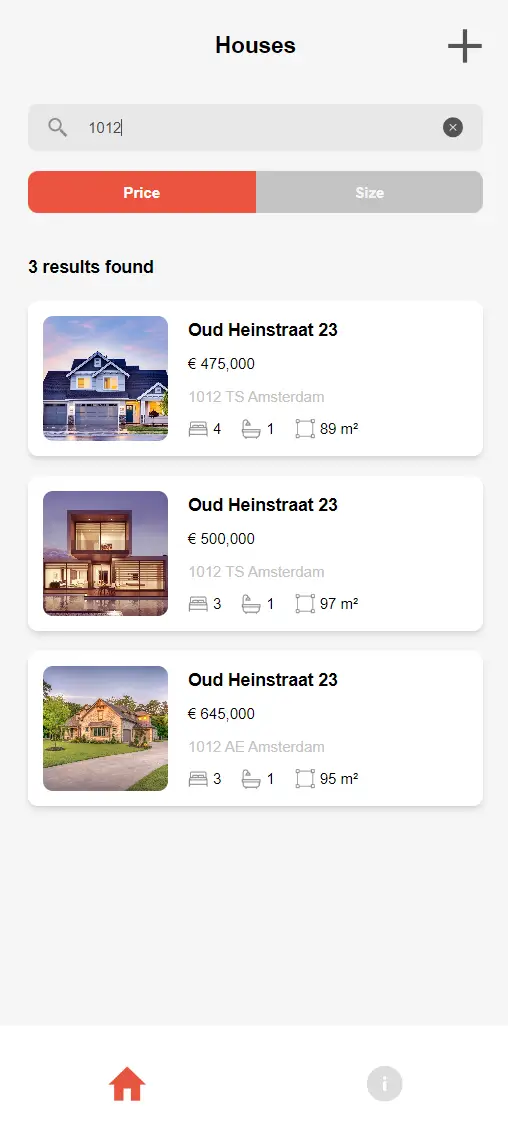 Houses
1012
Price Size
3 results found
Oud Heinstraat 23
€ 475,000
1012 TS Amsterdam
4 1 89 m²
Oud Heinstraat 23
€ 500,000
1012 TS Amsterdam
3 1 97 m²
Oud Heinstraat 23
€ 645,000
1012 AE Amsterdam
3 1 95 m²